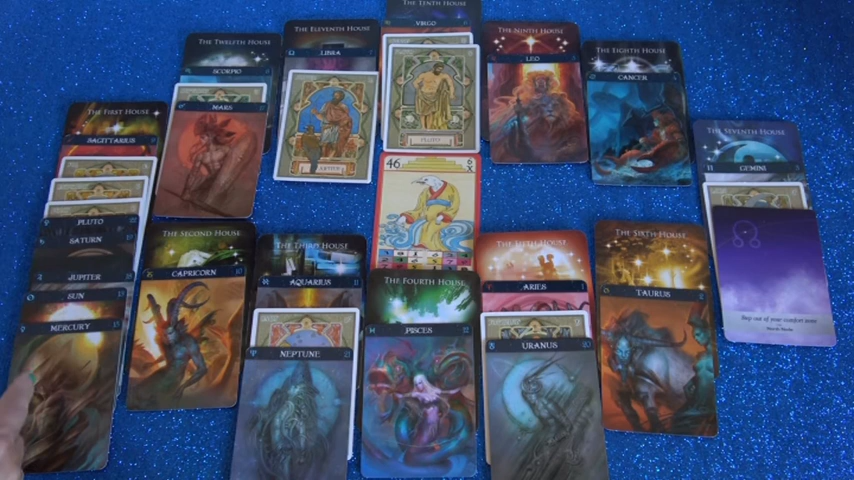 THE TENTH HOUSE
VIRGO
THE TWELFTH HOUSE
SCORPIO
MARS
THE ELEVENTH HOUSE
LIBRA
PLUTO
THE NINTH HOUSE
LEO
THE EIGHTH HOUSE
CANCER
THE FIRST HOUSE
SAGITTARIUS
PLUTO
SATURN
JUPITER
SUN
MERCURY
THE SEVENTH HOUSE
GEMINI
Step out of your comfort zone
North Node
46
6
X
THE SECOND HOUSE
CAPRICORN
THE THIRD HOUSE
AQUARIUS
NEPTUNE
THE FOURTH HOUSE
PISCES
THE FIFTH HOUSE
ARIES
URANUS
THE SIXTH HOUSE
TAURUS